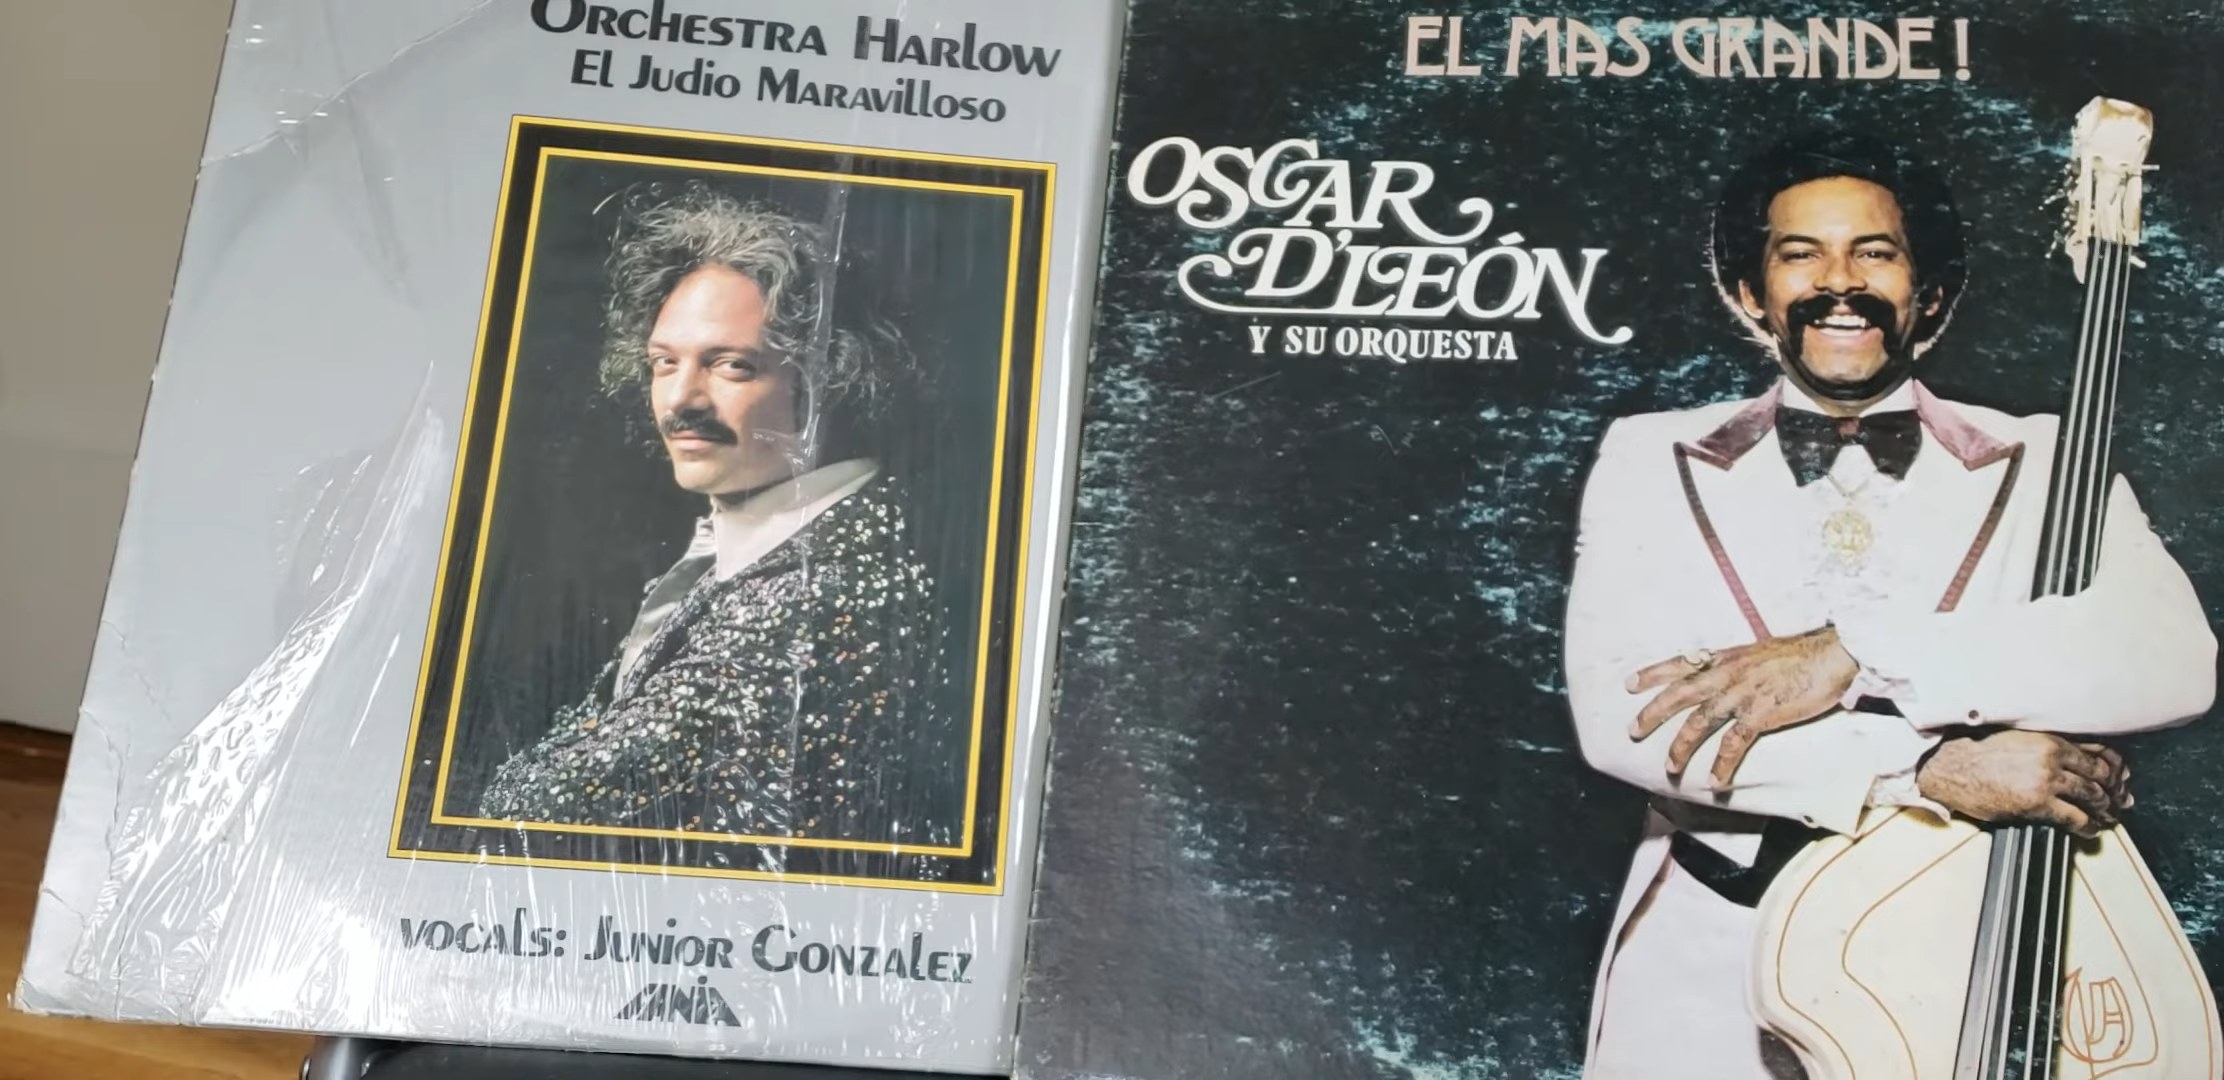 Orchestra Harlow
El Judio Maravilloso
vocals: Junior Gonzalez
FANIA
EL MAS GRANDE!
OSCAR
D'LEÓN
Y SU ORQUESTA